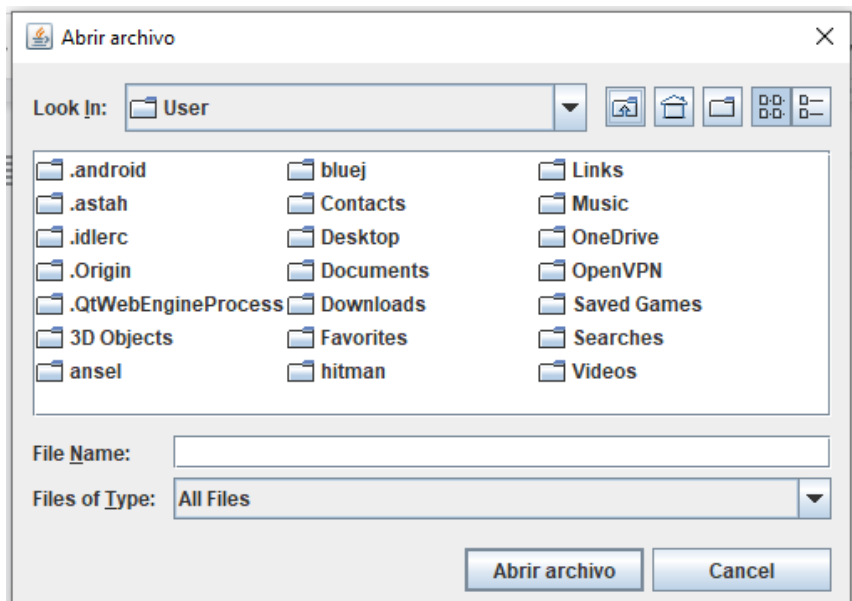 Abrir archivo
Look In: User
.android bluej Links
.astah Contacts Music
.idlerc Desktop OneDrive
.Origin Documents OpenVPN
.QtWebEngineProcess Downloads Saved Games
3D Objects Favorites Searches
ansel hitman Videos
File Name:
Files of Type: All Files
Abrir archivo Cancel